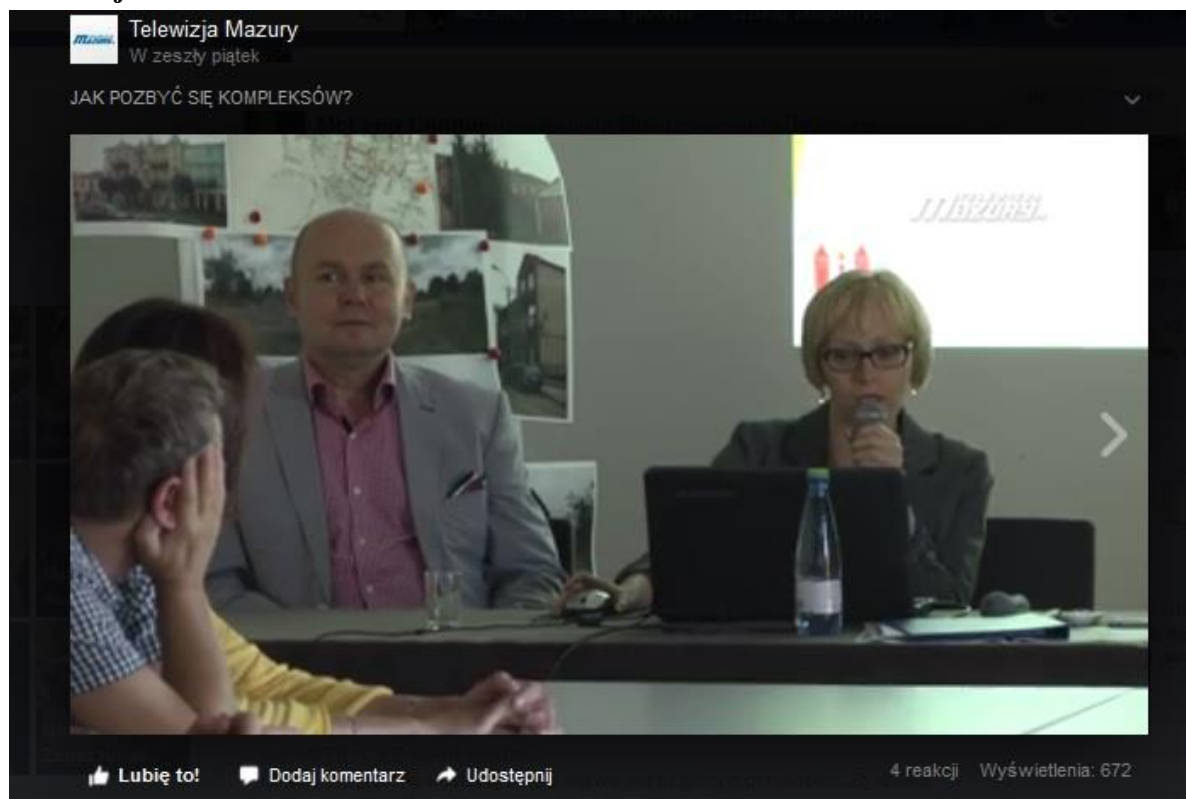 Telewizja Mazury
W zeszły piątek
JAK POZBYĆ SIĘ KOMPLEKSÓW?
Lubię to! Dodaj komentarz Udostępnij 4 reakcji Wyświetlenia: 672